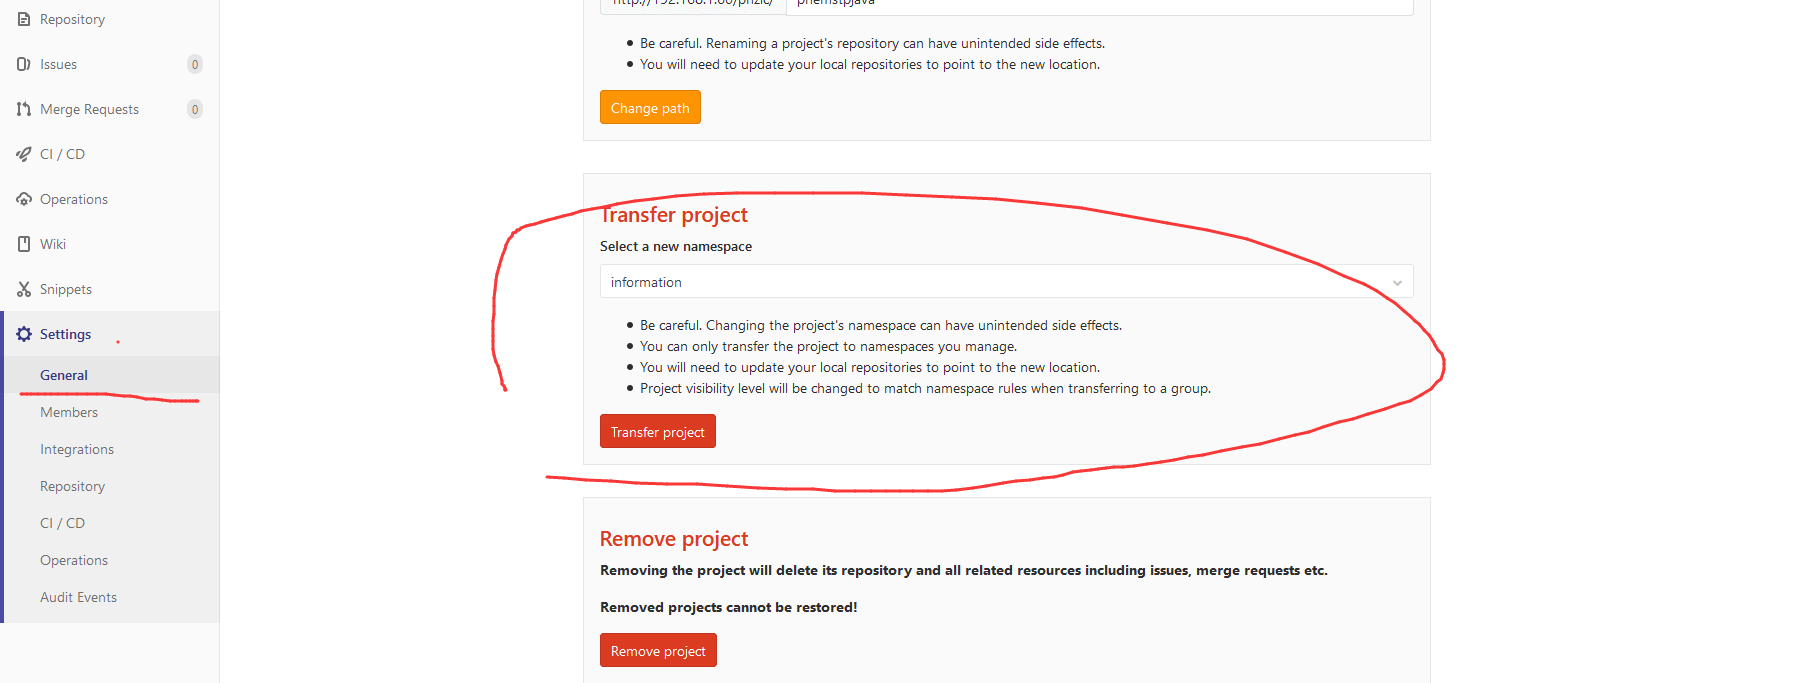 Repository
Issues 0
Merge Requests 0
CI / CD
Operations
Wiki
Snippets
Settings
General
Members
Integrations
Repository
CI / CD
Operations
Audit Events
Be careful. Renaming a project's repository can have unintended side effects.
You will need to update your local repositories to point to the new location.
Change path
Transfer project
Select a new namespace
information
Be careful. Changing the project's namespace can have unintended side effects.
You can only transfer the project to namespaces you manage.
You will need to update your local repositories to point to the new location.
Project visibility level will be changed to match namespace rules when transferring to a group.
Transfer project
Remove project
Removing the project will delete its repository and all related resources including issues, merge requests etc.
Removed projects cannot be restored!
Remove project